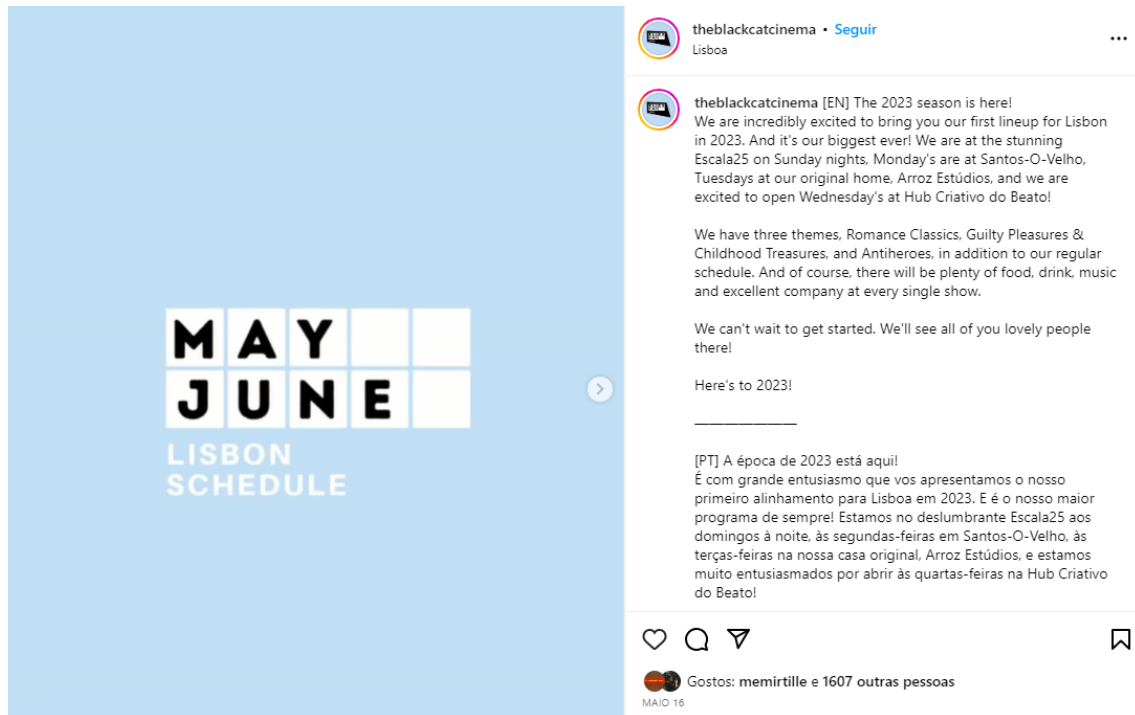 MAY
JUNE
LISBON
SCHEDULE
theblackcatcinema • Seguir
Lisboa
theblackcatcinema [EN] The 2023 season is here!
We are incredibly excited to bring you our first lineup for Lisbon
in 2023. And it's our biggest ever! We are at the stunning
Escala25 on Sunday nights, Monday's are at Santos-O-Velho,
Tuesdays at our original home, Arroz Estúdios, and we are
excited to open Wednesday's at Hub Criativo do Beato!
We have three themes, Romance Classics, Guilty Pleasures &
Childhood Treasures, and Antiheroes, in addition to our regular
schedule. And of course, there will be plenty of food, drink, music
and excellent company at every single show.
We can't wait to get started. We'll see all of you lovely people
there!
Here's to 2023!
———————
[PT] A época de 2023 está aqui!
É com grande entusiasmo que vos apresentamos o nosso
primeiro alinhamento para Lisboa em 2023. E é o nosso maior
programa de sempre! Estamos no deslumbrante Escala25 aos
domingos à noite, às segundas-feiras em Santos-O-Velho, às
terças-feiras na nossa casa original, Arroz Estúdios, e estamos
muito entusiasmados por abrir às quartas-feiras na Hub Criativo
do Beato!
Gostos: memirtille e 1607 outras pessoas
MAIO 16